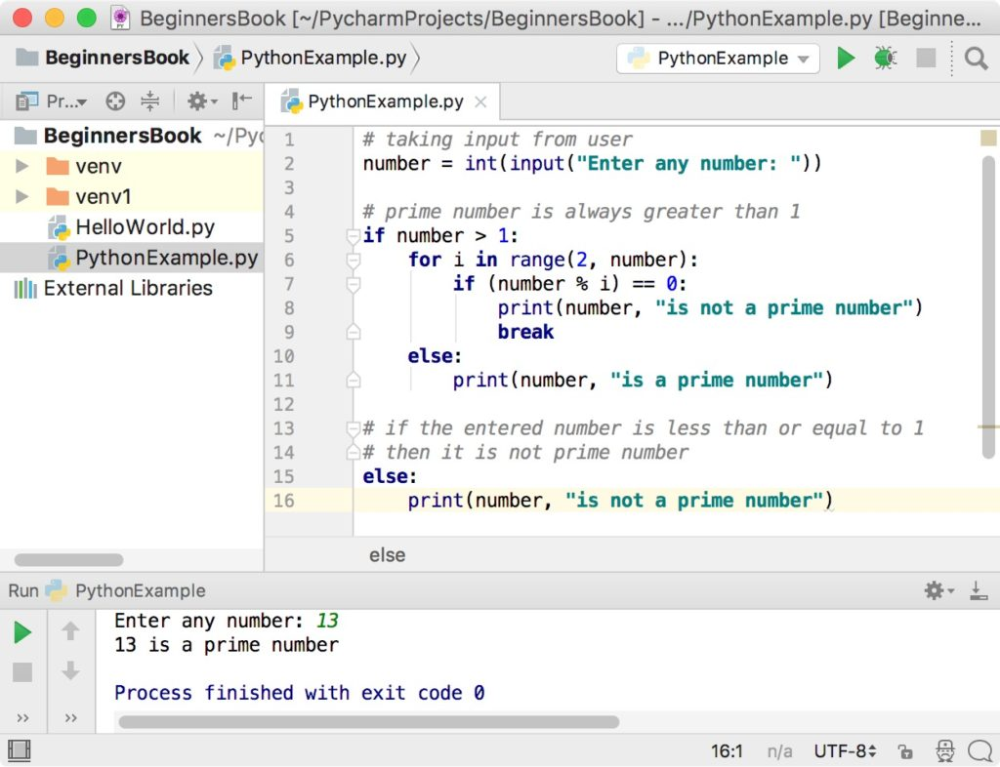 BeginnersBook [~/PycharmProjects/BeginnersBook] - .../PythonExample.py [Beginne...
BeginnersBook PythonExample.py PythonExample
Pr... PythonExample.py
BeginnersBook ~/Pyc
venv
venv1
HelloWorld.py
PythonExample.py
External Libraries
1 # taking input from user
2 number = int(input("Enter any number: "))
3
4 # prime number is always greater than 1
5 if number > 1:
6     for i in range(2, number):
7         if (number % i) == 0:
8             print(number, "is not a prime number")
9             break
10     else:
11         print(number, "is a prime number")
12
13 # if the entered number is less than or equal to 1
14 # then it is not prime number
15 else:
16     print(number, "is not a prime number")
else
Run PythonExample
Enter any number: 13
13 is a prime number
Process finished with exit code 0
16:1 n/a UTF-8